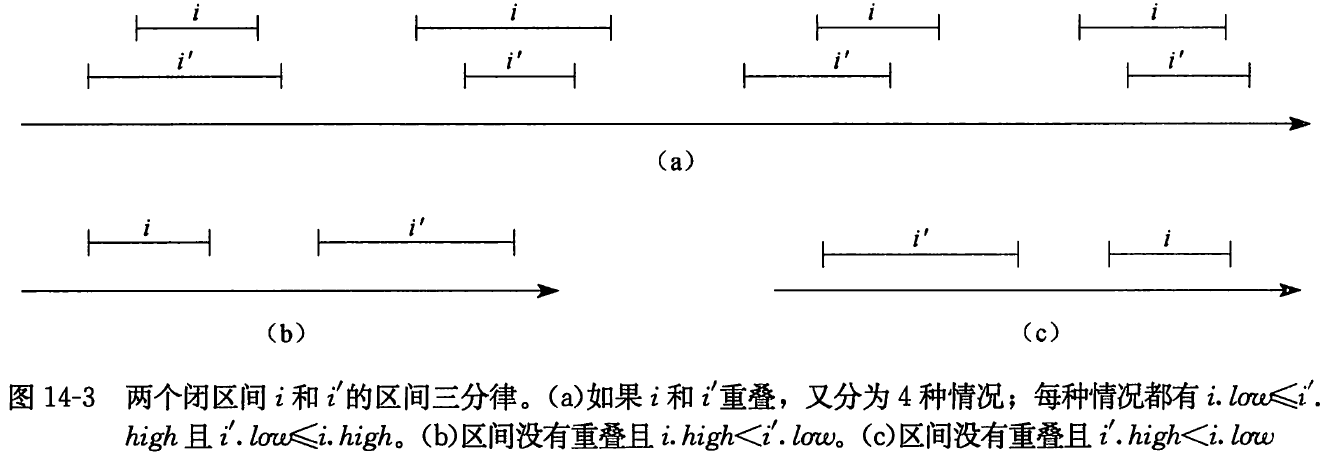 i i i i
i′ i′ i′ i′
(a)
i i′ i′ i
(b) (c)
图 14-3 两个闭区间 i 和 i′的区间三分律。(a)如果 i 和 i′重叠，又分为 4 种情况；每种情况都有 i. low≤i′.
high 且 i′. low≤i. high。(b)区间没有重叠且 i. high<i′. low。(c)区间没有重叠且 i′. high<i. low